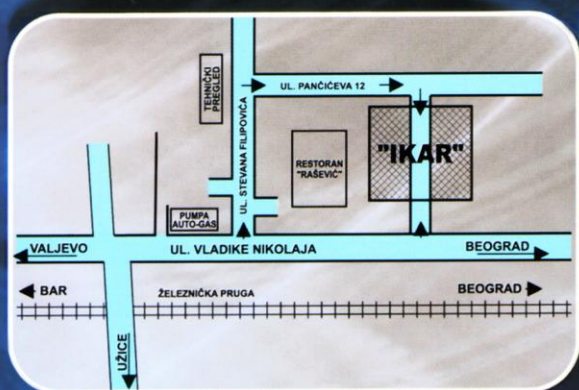 TEHNIČKI
PREGLED
UL. STEVANA FILIPOVIĆA
UL. PANČIĆEVA 12
RESTORAN
"RAŠEVIĆ"
"IKAR"
PUMPA
AUTO-GAS
VALJEVO
UL. VLADIKE NIKOLAJA
BEOGRAD
BAR
ŽELEZNIČKA PRUGA
BEOGRAD
UŽICE